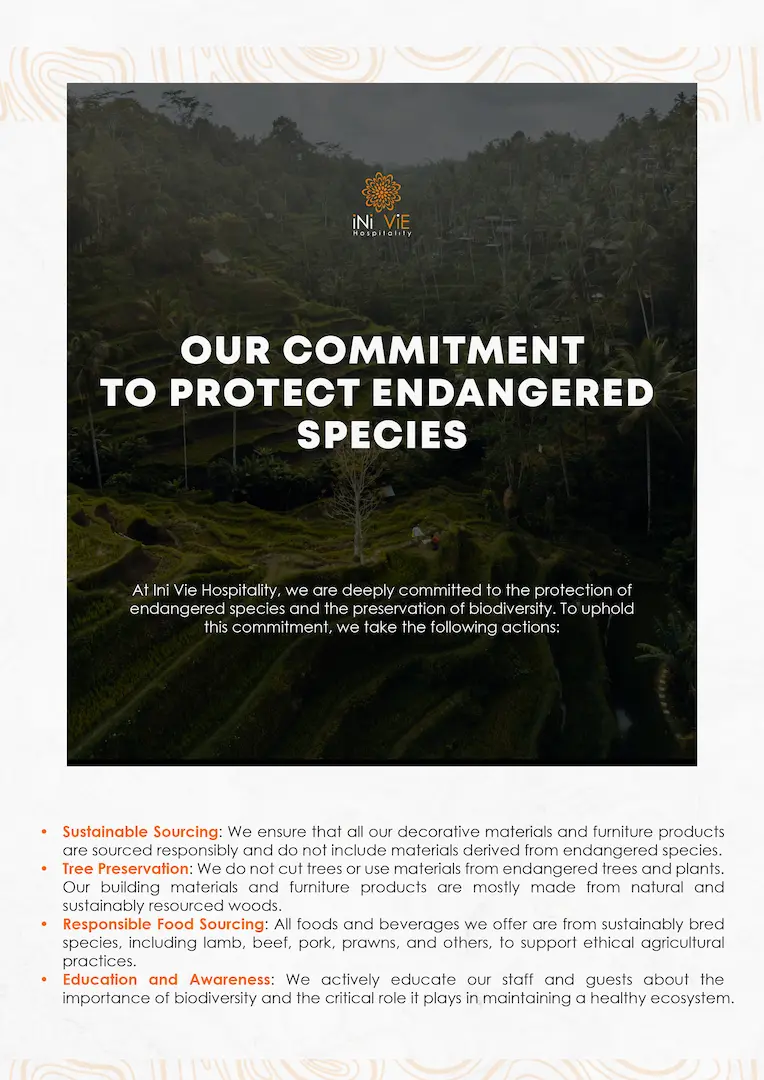 iNi ViE
Hospitality
OUR COMMITMENT
TO PROTECT ENDANGERED
SPECIES
At Ini Vie Hospitality, we are deeply committed to the protection of
endangered species and the preservation of biodiversity. To uphold
this commitment, we take the following actions:
• Sustainable Sourcing: We ensure that all our decorative materials and furniture products
are sourced responsibly and do not include materials derived from endangered species.
• Tree Preservation: We do not cut trees or use materials from endangered trees and plants.
Our building materials and furniture products are mostly made from natural and
sustainably resourced woods.
• Responsible Food Sourcing: All foods and beverages we offer are from sustainably bred
species, including lamb, beef, pork, prawns, and others, to support ethical agricultural
practices.
• Education and Awareness: We actively educate our staff and guests about the
importance of biodiversity and the critical role it plays in maintaining a healthy ecosystem.